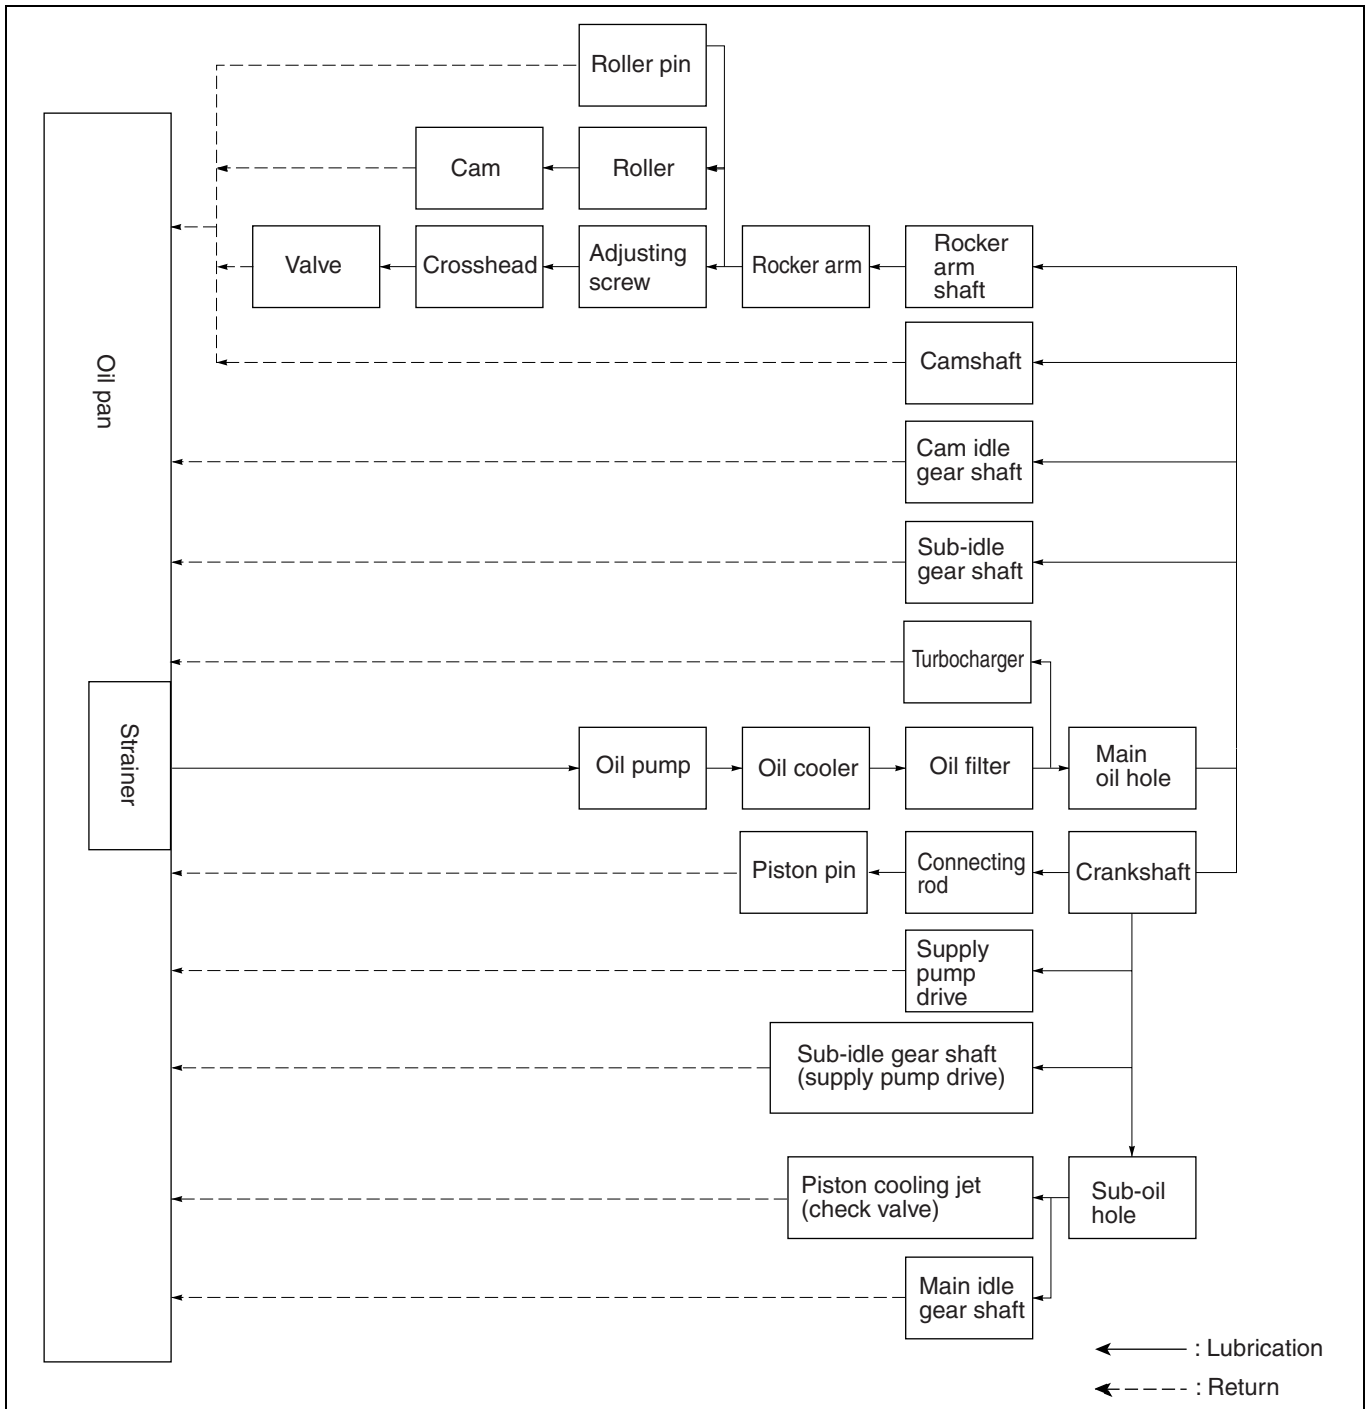 Roller pin
Cam
Roller
Valve
Crosshead
Adjusting
screw
Rocker arm
Rocker
arm
shaft
Oil pan
Camshaft
Cam idle
gear shaft
Sub-idle
gear shaft
Turbocharger
Strainer
Oil pump
Oil cooler
Oil filter
Main
oil hole
Piston pin
Connecting
rod
Crankshaft
Supply
pump
drive
Sub-idle gear shaft
(supply pump drive)
Piston cooling jet
(check valve)
Sub-oil
hole
Main idle
gear shaft
: Lubrication
: Return